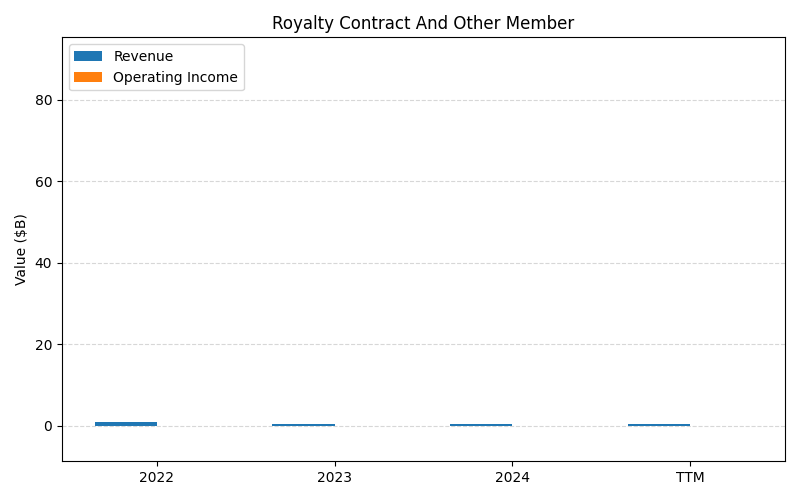 Royalty Contract And Other Member
Revenue
Operating Income
Value ($B)
80
60
40
20
0
2022
2023
2024
TTM